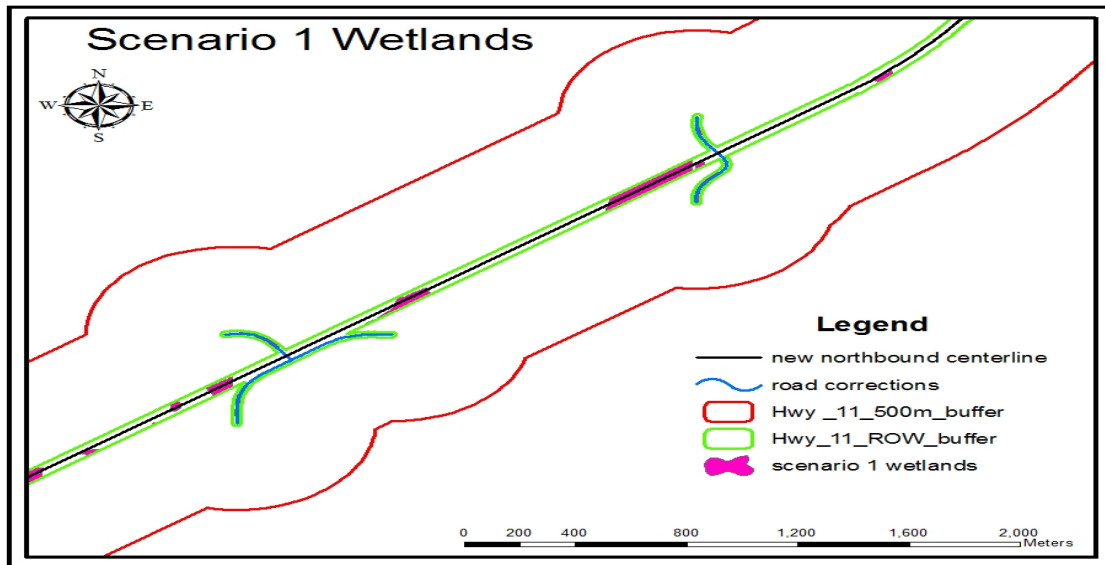 Scenario 1 Wetlands
N
W E
S
Legend
new northbound centerline
road corrections
Hwy _11_500m_buffer
Hwy_11_ROW_buffer
scenario 1 wetlands
0 200 400 800 1,200 1,600 2,000
Meters